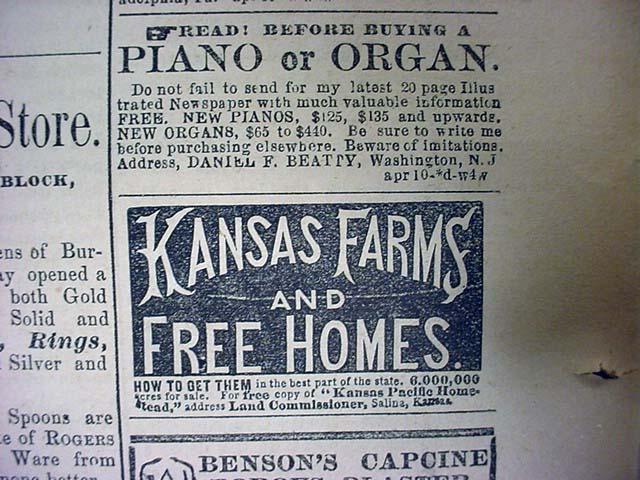 Store.
BLOCK,
ens of Bur-
ay opened a
both Gold
Solid and
, Rings,
Silver and
Spoons are
e of ROGERS
Ware from
READ! BEFORE BUYING A
PIANO or ORGAN.
Do not fail to send for my latest 20 page Illus
trated Newspaper with much valuable information
FREE. NEW PIANOS, $125, $135 and upwards.
NEW ORGANS, $65 to $440. Be sure to write me
before purchasing elsewhere. Beware of imitations.
Address, DANIEL F. BEATTY, Washington, N. J
apr 10-*d-w4w
KANSAS FARMS
AND
FREE HOMES.
HOW TO GET THEM in the best part of the state. 6,000,000
acres for sale. For free copy of "Kansas Pacific Home-
stead," address Land Commissioner, Salina, Kansas.
BENSON'S CAPCINE